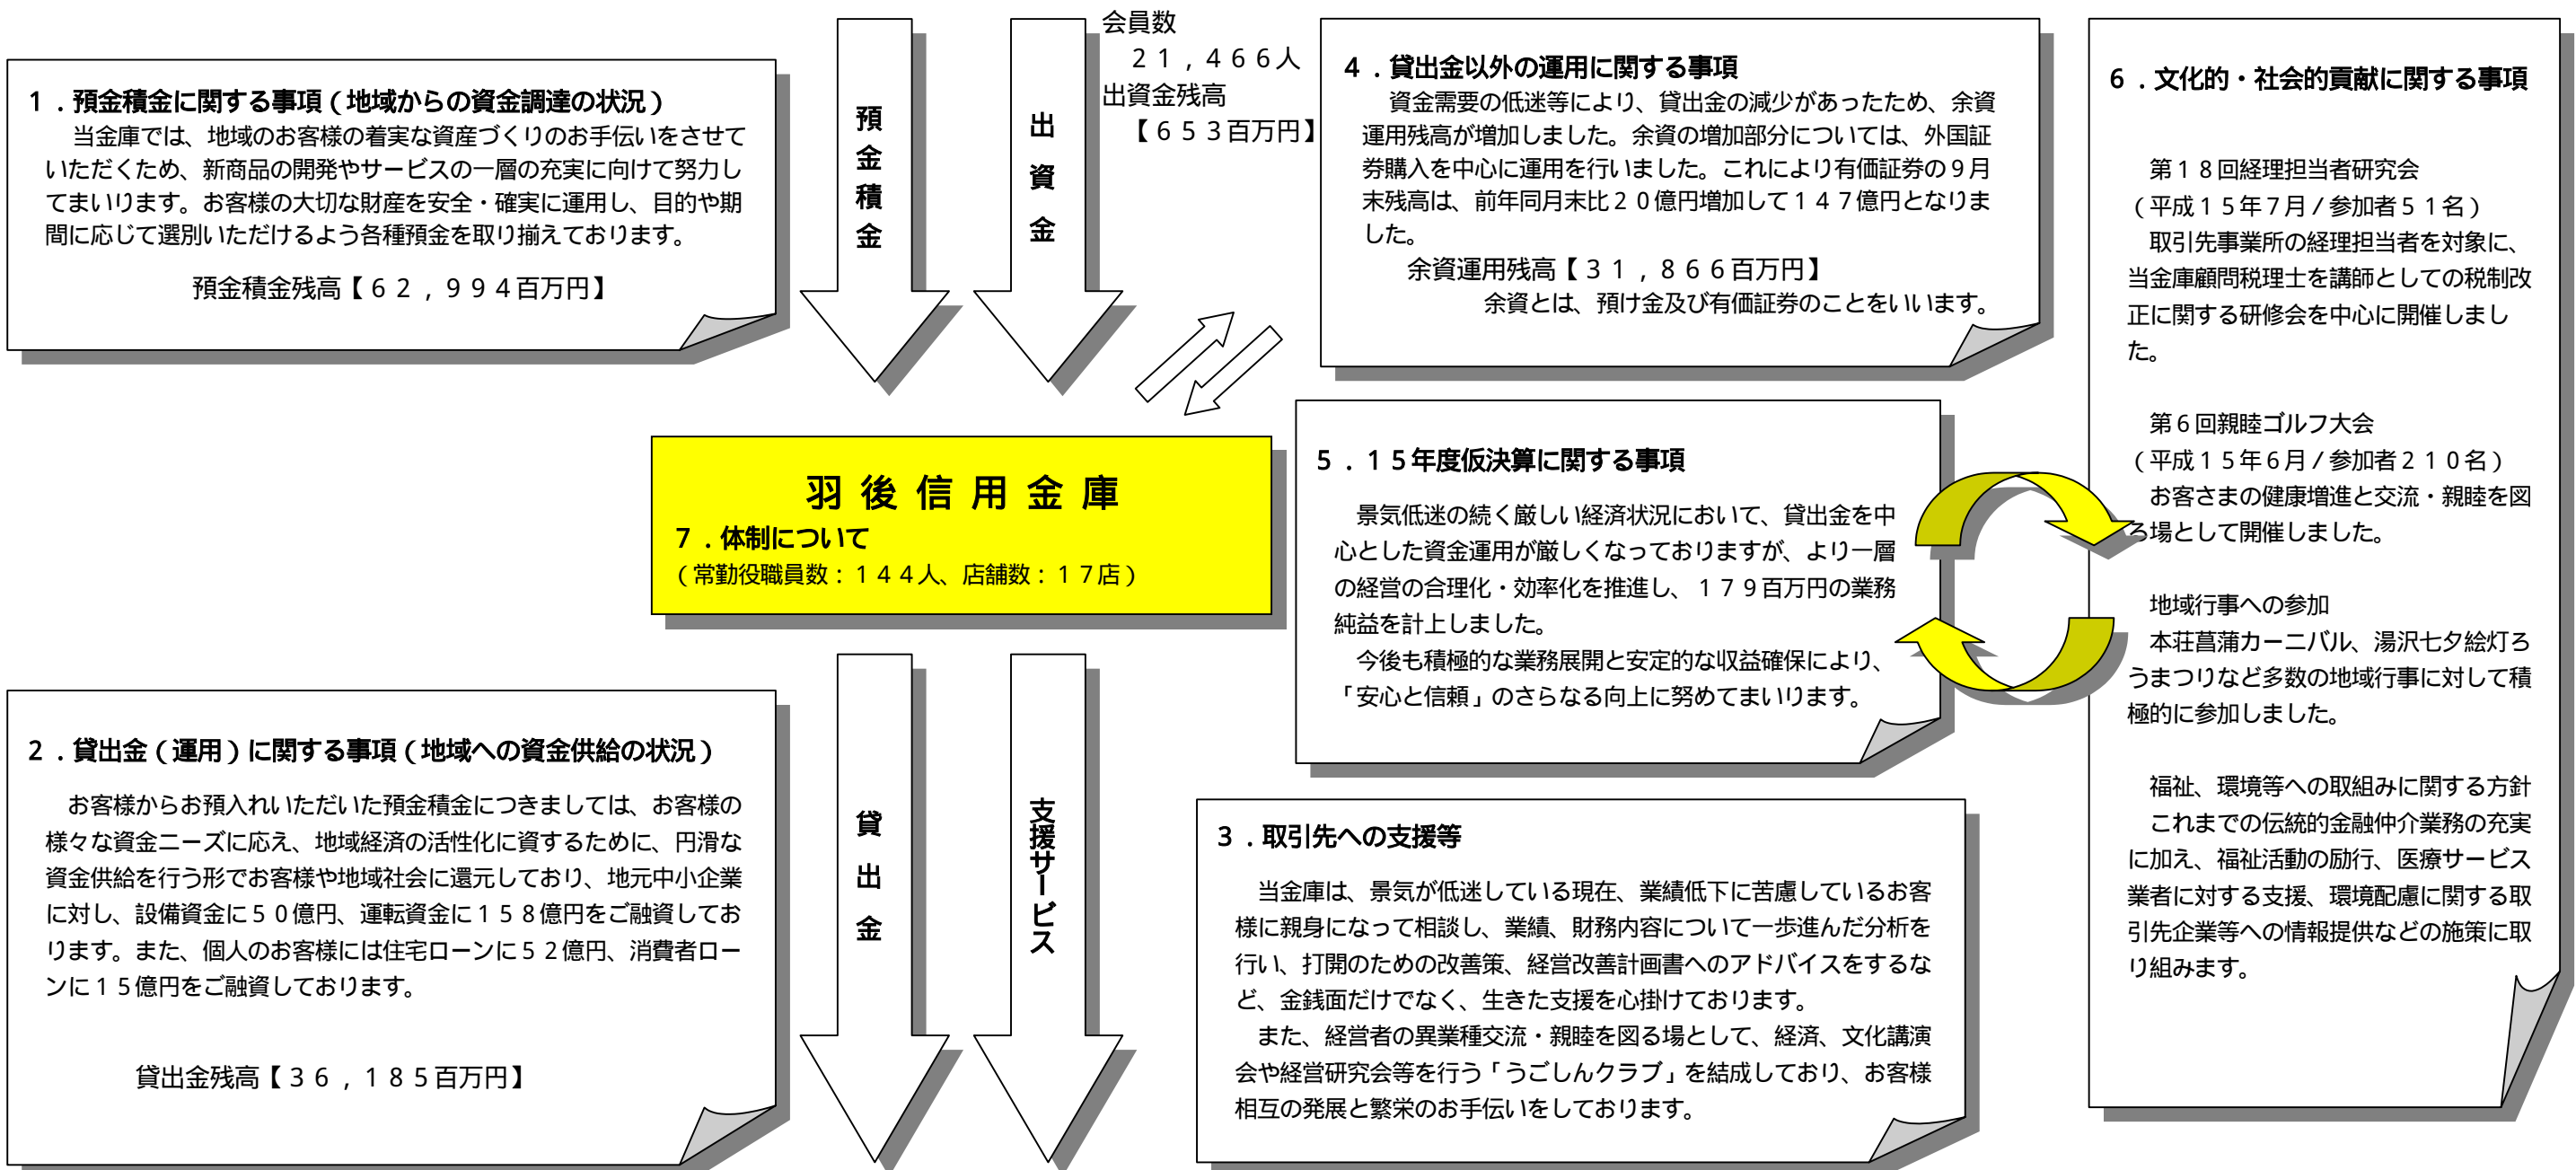 会員数
２１，４６６人
出資金残高
【６５３百万円】
預金積金
出資金
１．預金積金に関する事項（地域からの資金調達の状況）
当金庫では、地域のお客様の着実な資産づくりのお手伝いをさせて
いただくため、新商品の開発やサービスの一層の充実に向けて努力し
てまいります。お客様の大切な財産を安全・確実に運用し、目的や期
間に応じて選別いただけるよう各種預金を取り揃えております。
預金積金残高【６２，９９４百万円】
４．貸出金以外の運用に関する事項
資金需要の低迷等により、貸出金の減少があったため、余資
運用残高が増加しました。余資の増加部分については、外国証
券購入を中心に運用を行いました。これにより有価証券の９月
末残高は、前年同月末比２０億円増加して１４７億円となりま
した。
余資運用残高【３１，８６６百万円】
余資とは、預け金及び有価証券のことをいいます。
６．文化的・社会的貢献に関する事項
第１８回経理担当者研究会
（平成１５年７月／参加者５１名）
取引先事業所の経理担当者を対象に、
当金庫顧問税理士を講師としての税制改
正に関する研修会を中心に開催しまし
た。
第６回親睦ゴルフ大会
（平成１５年６月／参加者２１０名）
お客さまの健康増進と交流・親睦を図
る場として開催しました。
地域行事への参加
本荘菖蒲カーニバル、湯沢七夕絵灯ろ
うまつりなど多数の地域行事に対して積
極的に参加しました。
福祉、環境等への取組みに関する方針
これまでの伝統的金融仲介業務の充実
に加え、福祉活動の励行、医療サービス
業者に対する支援、環境配慮に関する取
引先企業等への情報提供などの施策に取
り組みます。
羽後信用金庫
７．体制について
（常勤役職員数：１４４人、店舗数：１７店）
５．１５年度仮決算に関する事項
景気低迷の続く厳しい経済状況において、貸出金を中
心とした資金運用が厳しくなっておりますが、より一層
の経営の合理化・効率化を推進し、１７９百万円の業務
純益を計上しました。
今後も積極的な業務展開と安定的な収益確保により、
「安心と信頼」のさらなる向上に努めてまいります。
２．貸出金（運用）に関する事項（地域への資金供給の状況）
お客様からお預入れいただいた預金積金につきましては、お客様の
様々な資金ニーズに応え、地域経済の活性化に資するために、円滑な
資金供給を行う形でお客様や地域社会に還元しており、地元中小企業
に対し、設備資金に５０億円、運転資金に１５８億円をご融資してお
ります。また、個人のお客様には住宅ローンに５２億円、消費者ロー
ンに１５億円をご融資しております。
貸出金残高【３６，１８５百万円】
貸出金
支援サービス
３．取引先への支援等
当金庫は、景気が低迷している現在、業績低下に苦慮しているお客
様に親身になって相談し、業績、財務内容について一歩進んだ分析を
行い、打開のための改善策、経営改善計画書へのアドバイスをするな
ど、金銭面だけでなく、生きた支援を心掛けております。
また、経営者の異業種交流・親睦を図る場として、経済、文化講演
会や経営研究会等を行う「うごしんクラブ」を結成しており、お客様
相互の発展と繁栄のお手伝いをしております。